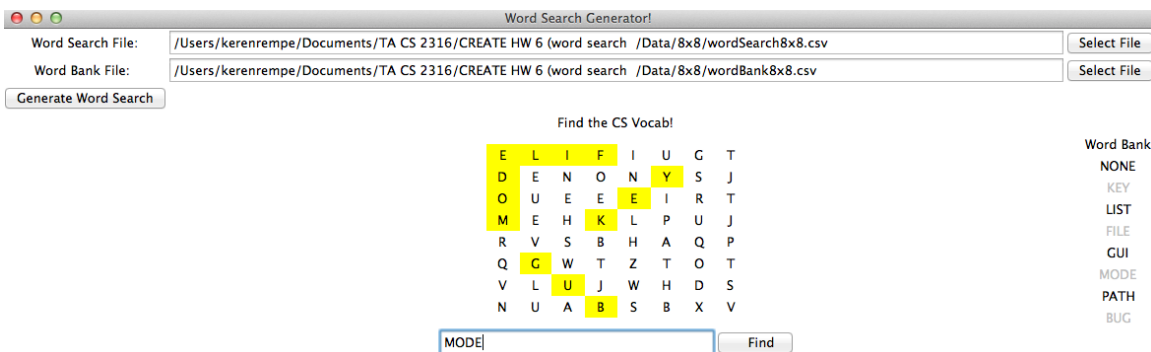 Word Search Generator!
Word Search File: /Users/kerenrempe/Documents/TA CS 2316/CREATE HW 6 (word search /Data/8x8/wordSearch8x8.csv Select File
Word Bank File: /Users/kerenrempe/Documents/TA CS 2316/CREATE HW 6 (word search /Data/8x8/wordBank8x8.csv Select File
Generate Word Search
Find the CS Vocab!
E L I F I U G T
D E N O N Y S J
O U E E E I R T
M E H K L P U J
R V S B H A Q P
Q G W T Z T O T
V L U J W H D S
N U A B S B X V
Word Bank
NONE
KEY
LIST
FILE
GUI
MODE
PATH
BUG
MODE Find